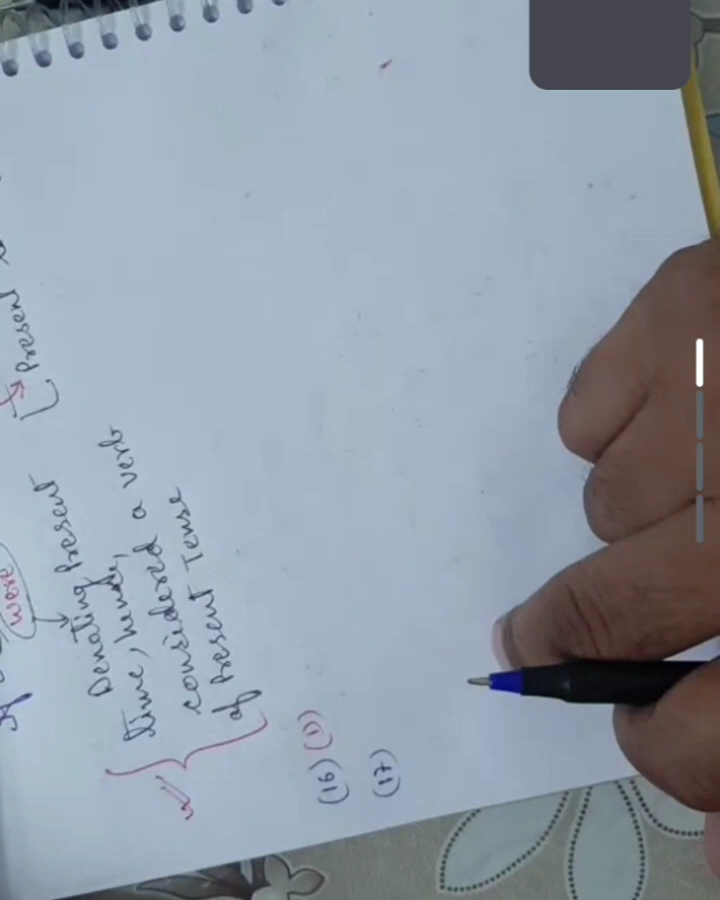 were
[Present
Denoting Present
time, hence,
considered a verb
of Present Tense
(16) (1)
(17)